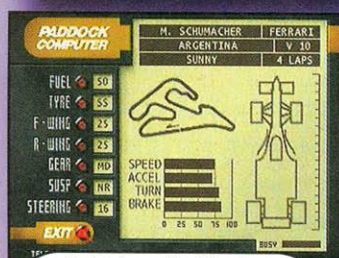 PADDOCK
COMPUTER
M. SCHUMACHER FERRARI
ARGENTINA V 10
SUNNY 4 LAPS
FUEL 50
TYRE SS
F-WING 25
R-WING 25
GEAR MD
SUSP NR
STEERING 16
EXIT
SPEED
ACCEL
TURN
BRAKE
0 25 50 75 100
BUSY